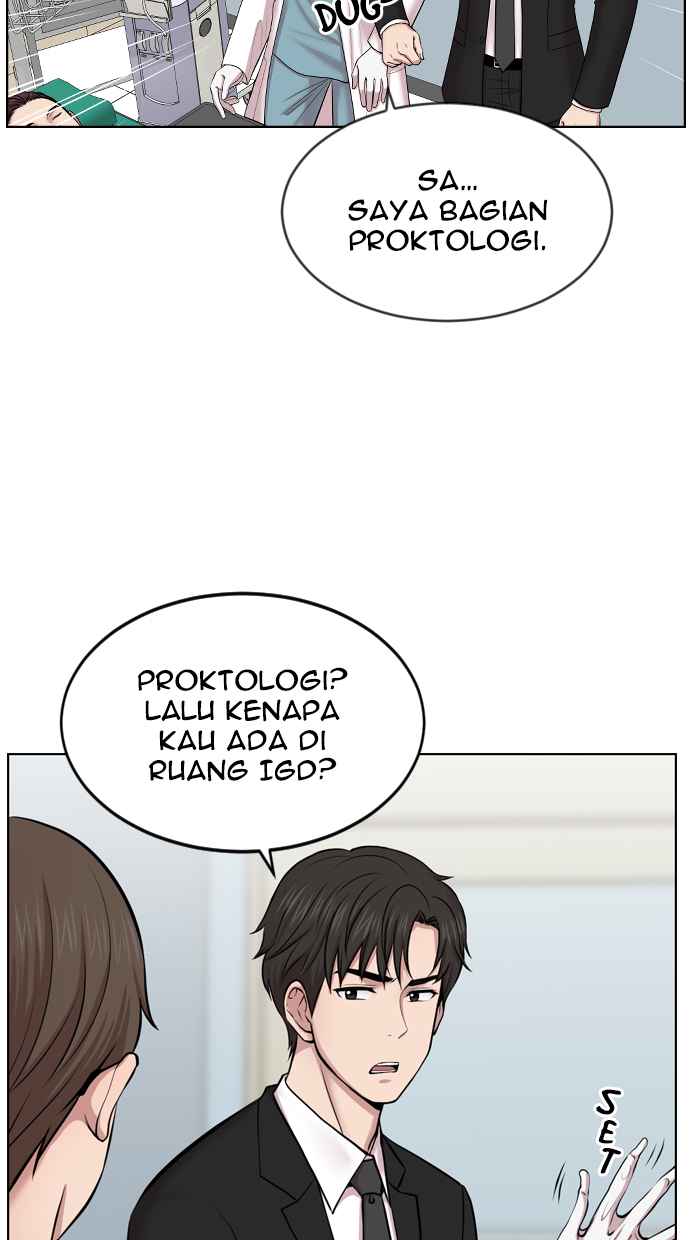 DUG-
SA...
SAYA BAGIAN
PROKTOLOGI.
PROKTOLOGI?
LALU KENAPA
KAU ADA DI
RUANG IGD?
SET